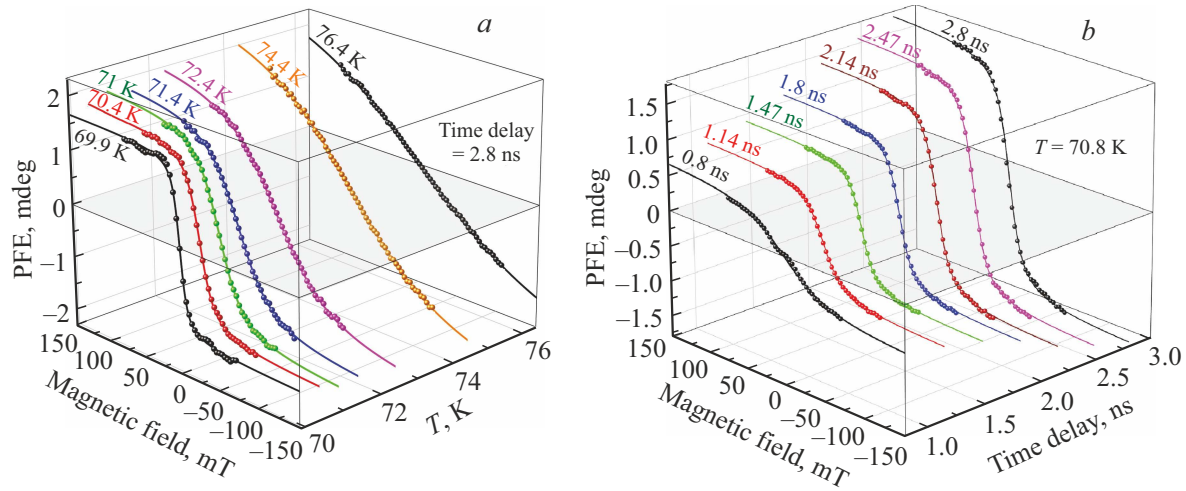 a
76.4 K
74.4 K
72.4 K
71 K
71.4 K
70.4 K
69.9 K
Time delay
= 2.8 ns
PFE, mdeg
2
1
0
−1
−2
150
100
50
0
−50
−100
−150
Magnetic field, mT
70
72
74
76
T, K
b
2.8 ns
2.47 ns
2.14 ns
1.8 ns
1.47 ns
1.14 ns
0.8 ns
T = 70.8 K
PFE, mdeg
1.5
1.0
0.5
0
−0.5
−1.0
−1.5
150
100
50
0
−50
−100
−150
Magnetic field, mT
1.0
1.5
2.0
2.5
3.0
Time delay, ns